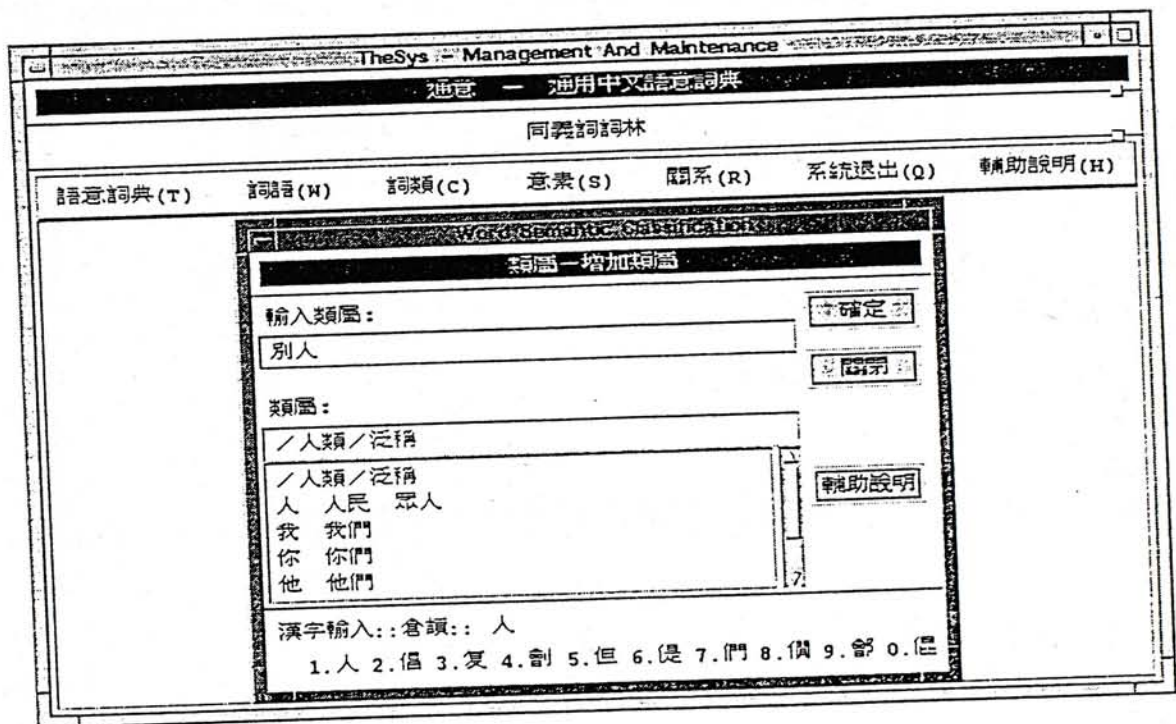 TheSys - Management And Maintenance
通意 — 通用中文語意詞典
同義詞詞林
語意詞典(T) 詞語(W) 詞類(C) 意素(S) 關系(R) 系統退出(Q) 輔助說明(H)
Word Semantic Classification
類屬—增加類屬
輸入類屬:
確定
別人
關閉
類屬:
/人類/泛稱
/人類/泛稱
人 人民 眾人
輔助說明
我 我們
你 你們
他 他們
漢字輸入::倉頡:: 人
1.人 2.倡 3.复 4.創 5.但 6.偍 7.們 8.僩 9.